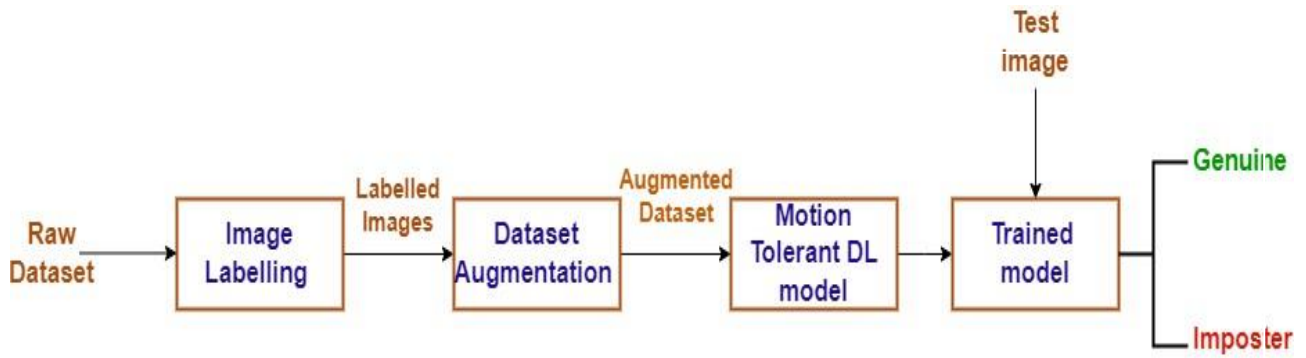 Test
image
Genuine
Raw
Dataset
Image
Labelling
Labelled
Images
Dataset
Augmentation
Augmented
Dataset
Motion
Tolerant DL
model
Trained
model
Imposter